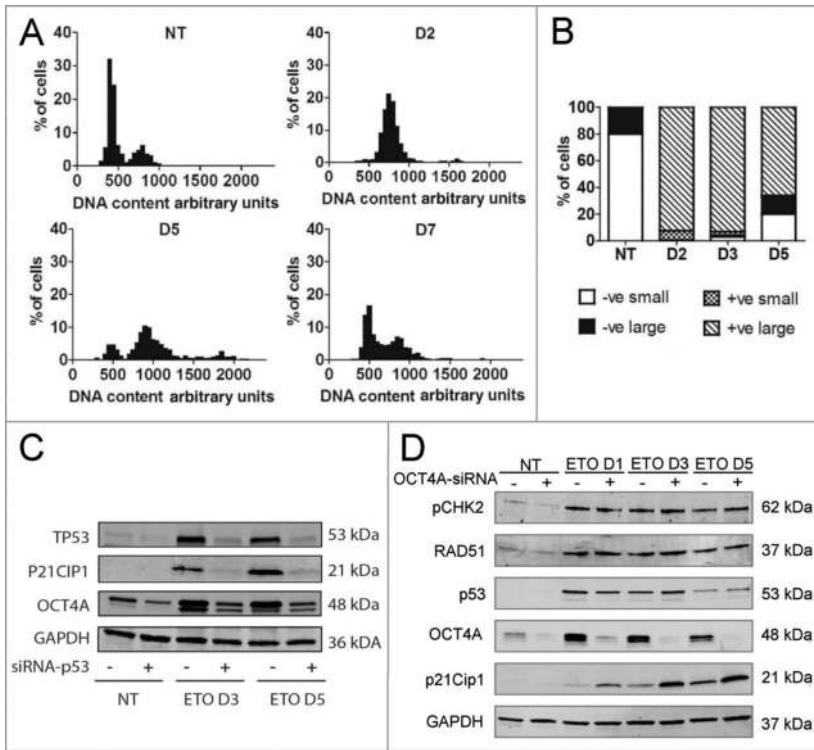 A
NT
D2
% of cells
40
30
20
10
0
500 1000 1500 2000
DNA content arbitrary units
% of cells
40
30
20
10
0
500 1000 1500 2000
DNA content arbitrary units
D5
D7
% of cells
40
30
20
10
0
0 500 1000 1500 2000
DNA content arbitrary units
% of cells
40
30
20
10
0
0 500 1000 1500 2000
DNA content arbitrary units
B
% of cells
100
80
60
40
20
0
NT D2 D3 D5
-ve small +ve small
-ve large +ve large
C
TP53 53 kDa
P21CIP1 21 kDa
OCT4A 48 kDa
GAPDH 36 kDA
siRNA-p53 - + - + - +
NT ETO D3 ETO D5
D
NT ETO D1 ETO D3 ETO D5
OCT4A-siRNA - + - + - + - +
pCHK2 62 kDa
RAD51 37 kDa
p53 53 kDa
OCT4A 48 kDa
p21Cip1 21 kDa
GAPDH 37 kDa